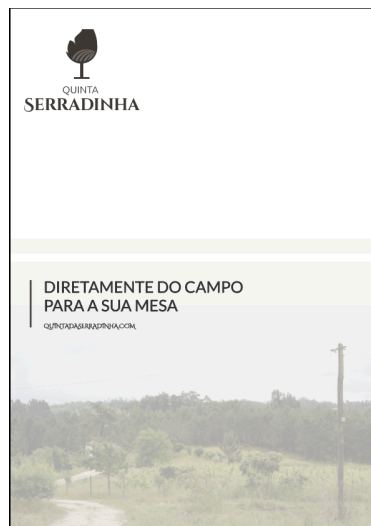 QUINTA
SERRADINHA
DIRETAMENTE DO CAMPO
PARA A SUA MESA
QUINTADASERRADINHA.COM